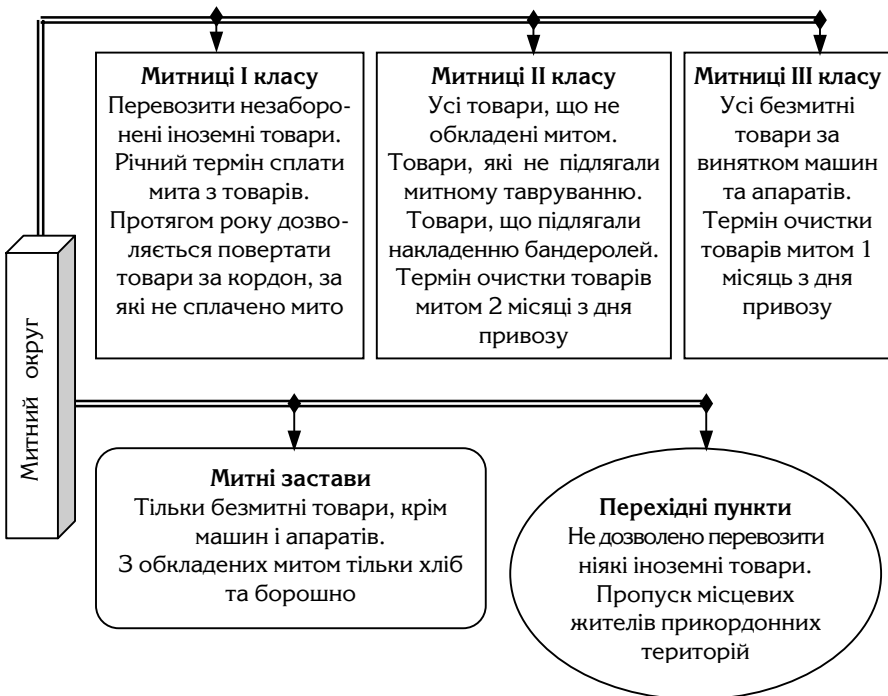 Митний округ
Митниці І класу
Перевозити незаборо-
нені іноземні товари.
Річний термін сплати
мита з товарів.
Протягом року дозво-
ляється повертати
товари за кордон, за
які не сплачено мито
Митниці ІІ класу
Усі товари, що не
обкладені митом.
Товари, які не підлягали
митному тавруванню.
Товари, що підлягали
накладенню бандеролей.
Термін очистки товарів
митом 2 місяці з дня
привозу
Митниці ІІІ класу
Усі безмитні
товари за
винятком машин
та апаратів.
Термін очистки
товарів митом 1
місяць з дня
привозу
Митні застави
Тільки безмитні товари, крім
машин і апаратів.
З обкладених митом тільки хліб
та борошно
Перехідні пункти
Не дозволено перевозити
ніякі іноземні товари.
Пропуск місцевих
жителів прикордонних
територій